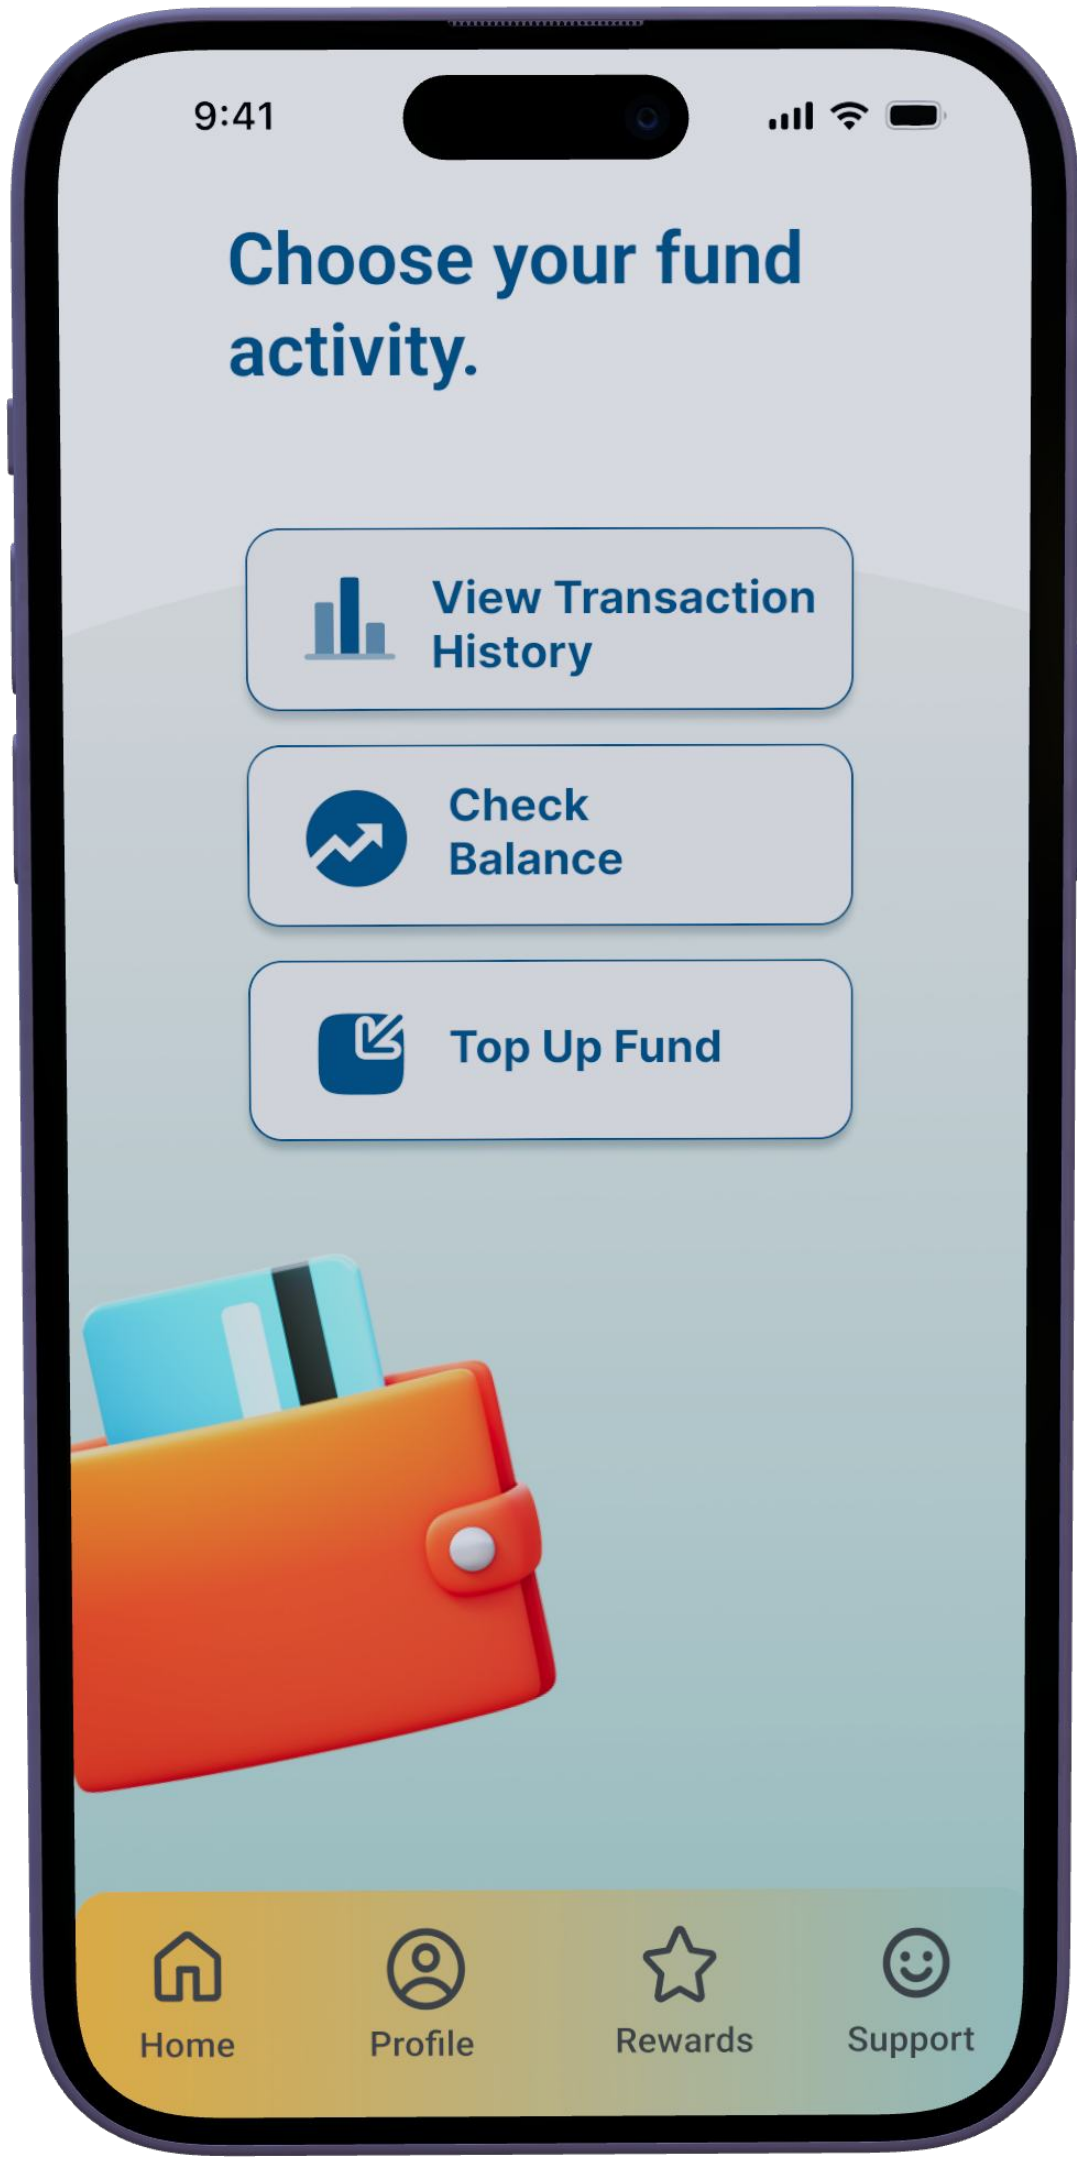 9:41
Choose your fund
activity.
View Transaction
History
Check
Balance
Top Up Fund
Home
Profile
Rewards
Support